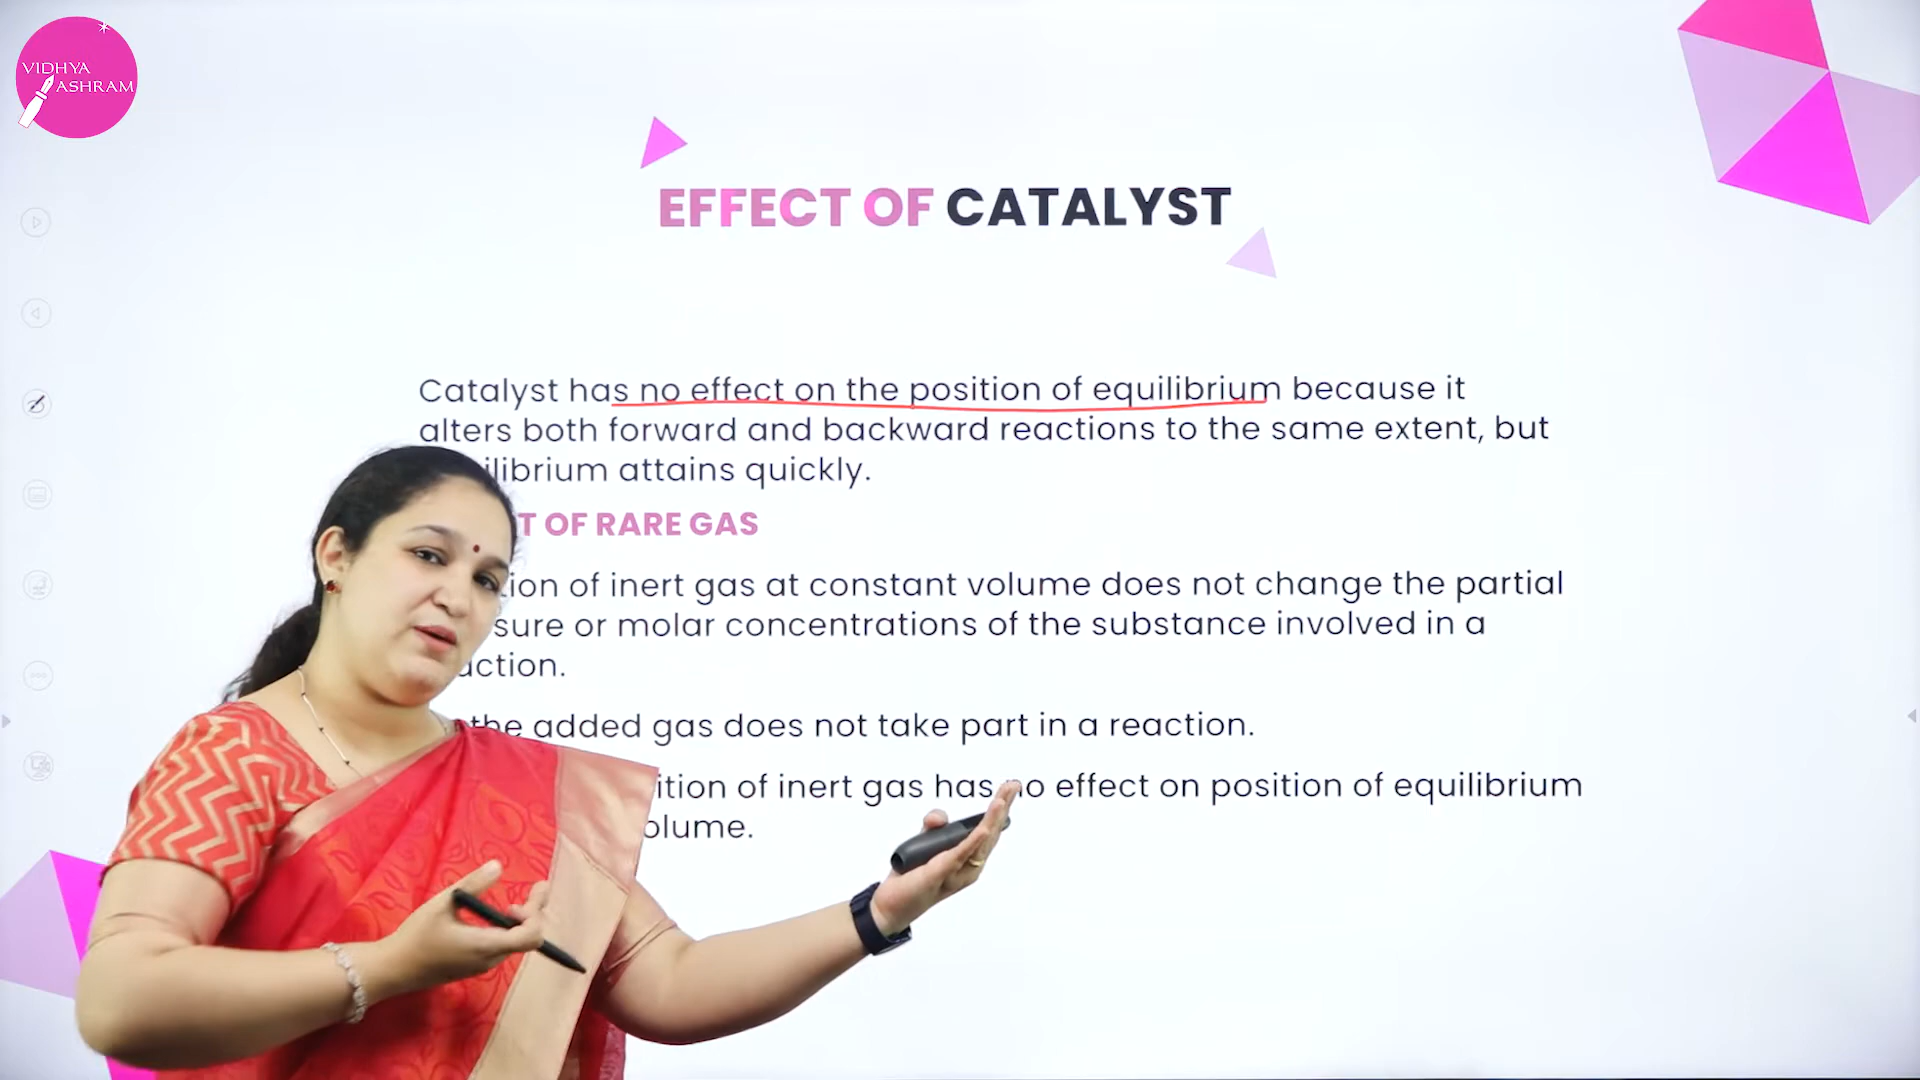 VIDHYA
ASHRAM
EFFECT OF CATALYST
Catalyst has no effect on the position of equilibrium because it
alters both forward and backward reactions to the same extent, but
ilibrium attains quickly.
T OF RARE GAS
tion of inert gas at constant volume does not change the partial
sure or molar concentrations of the substance involved in a
action.
the added gas does not take part in a reaction.
ition of inert gas has no effect on position of equilibrium
olume.